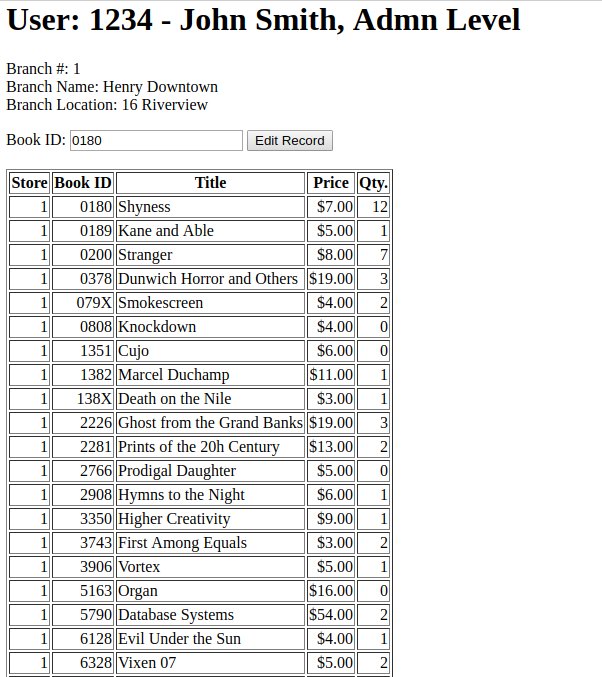 User: 1234 - John Smith, Admn Level
Branch #: 1
Branch Name: Henry Downtown
Branch Location: 16 Riverview
Book ID: 0180 Edit Record
Store Book ID Title Price Qty.
1 0180 Shyness $7.00 12
1 0189 Kane and Able $5.00 1
1 0200 Stranger $8.00 7
1 0378 Dunwich Horror and Others $19.00 3
1 079X Smokescreen $4.00 2
1 0808 Knockdown $4.00 0
1 1351 Cujo $6.00 0
1 1382 Marcel Duchamp $11.00 1
1 138X Death on the Nile $3.00 1
1 2226 Ghost from the Grand Banks $19.00 3
1 2281 Prints of the 20h Century $13.00 2
1 2766 Prodigal Daughter $5.00 0
1 2908 Hymns to the Night $6.00 1
1 3350 Higher Creativity $9.00 1
1 3743 First Among Equals $3.00 2
1 3906 Vortex $5.00 1
1 5163 Organ $16.00 0
1 5790 Database Systems $54.00 2
1 6128 Evil Under the Sun $4.00 1
1 6328 Vixen 07 $5.00 2